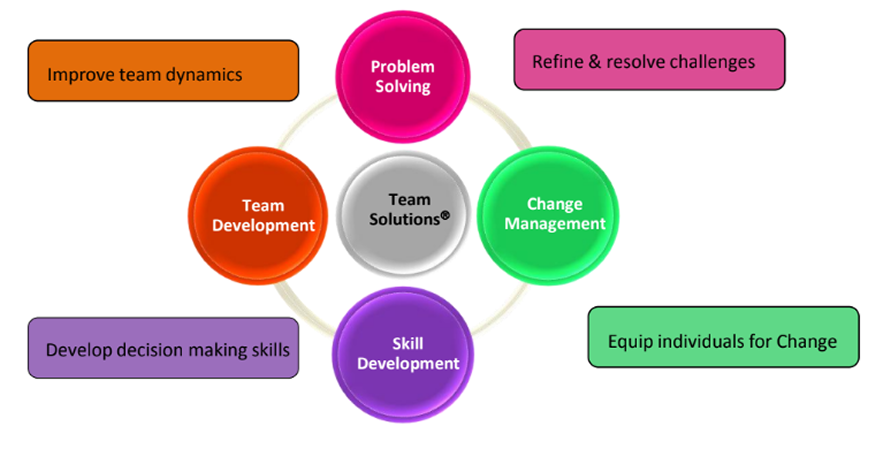 Problem
Solving
Refine & resolve challenges
Improve team dynamics
Team
Development
Team
Solutions®
Change
Management
Skill
Development
Develop decision making skills
Equip individuals for Change